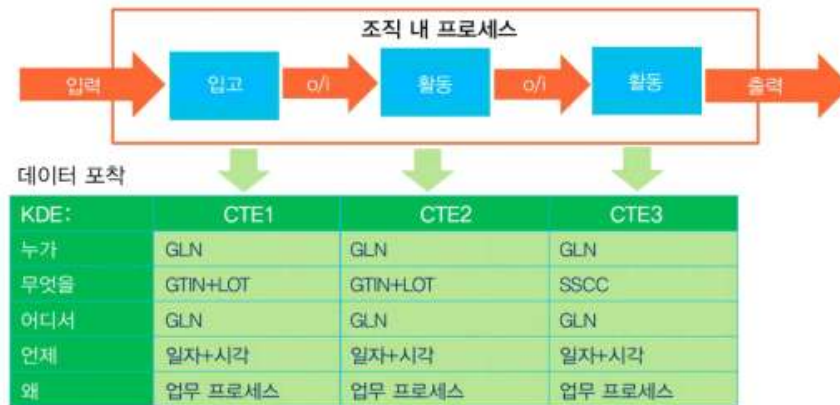 조직 내 프로세스
입력 입고 o/i 활동 o/i 활동 출력
데이터 포착
KDE: CTE1 CTE2 CTE3
누가 GLN GLN GLN
무엇을 GTIN+LOT GTIN+LOT SSCC
어디서 GLN GLN GLN
언제 일자+시각 일자+시각 일자+시각
왜 업무 프로세스 업무 프로세스 업무 프로세스